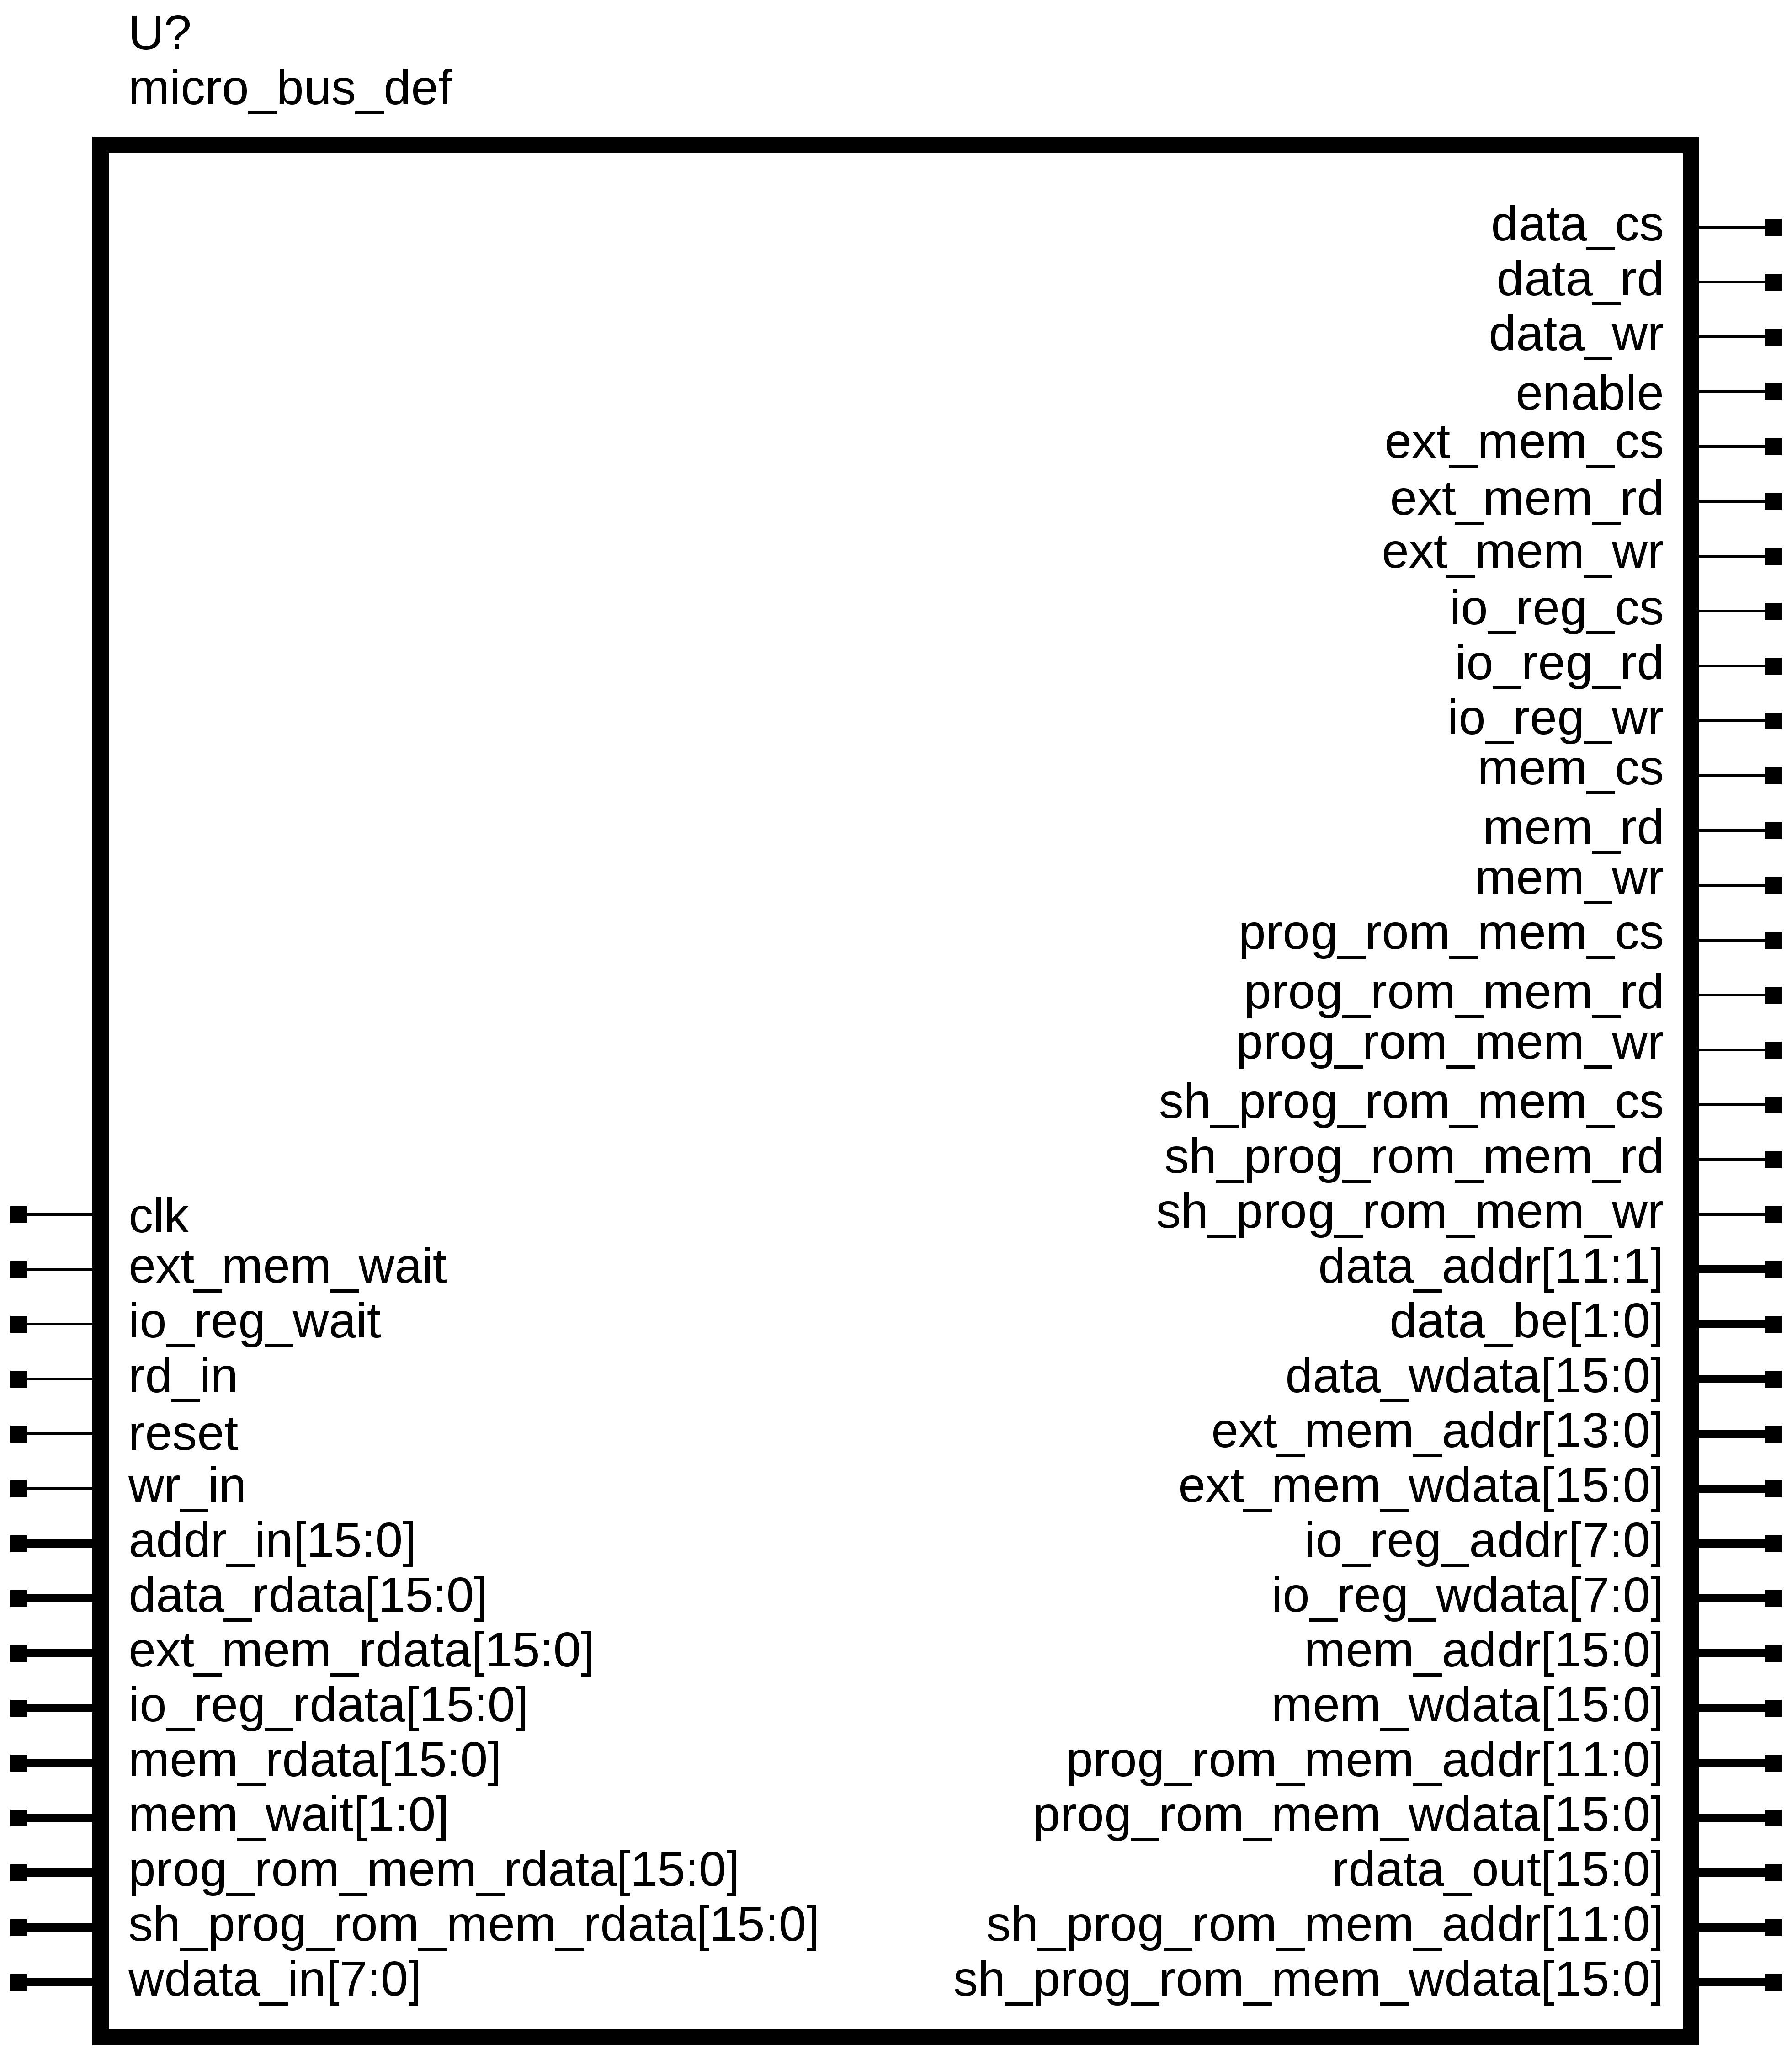 U?
micro_bus_def
data_cs
data_rd
data_wr
enable
ext_mem_cs
ext_mem_rd
ext_mem_wr
io_reg_cs
io_reg_rd
io_reg_wr
mem_cs
mem_rd
mem_wr
prog_rom_mem_cs
prog_rom_mem_rd
prog_rom_mem_wr
sh_prog_rom_mem_cs
sh_prog_rom_mem_rd
clk sh_prog_rom_mem_wr
ext_mem_wait data_addr[11:1]
io_reg_wait data_be[1:0]
rd_in data_wdata[15:0]
reset ext_mem_addr[13:0]
wr_in ext_mem_wdata[15:0]
addr_in[15:0] io_reg_addr[7:0]
data_rdata[15:0] io_reg_wdata[7:0]
ext_mem_rdata[15:0] mem_addr[15:0]
io_reg_rdata[15:0] mem_wdata[15:0]
mem_rdata[15:0] prog_rom_mem_addr[11:0]
mem_wait[1:0] prog_rom_mem_wdata[15:0]
prog_rom_mem_rdata[15:0] rdata_out[15:0]
sh_prog_rom_mem_rdata[15:0] sh_prog_rom_mem_addr[11:0]
wdata_in[7:0] sh_prog_rom_mem_wdata[15:0]